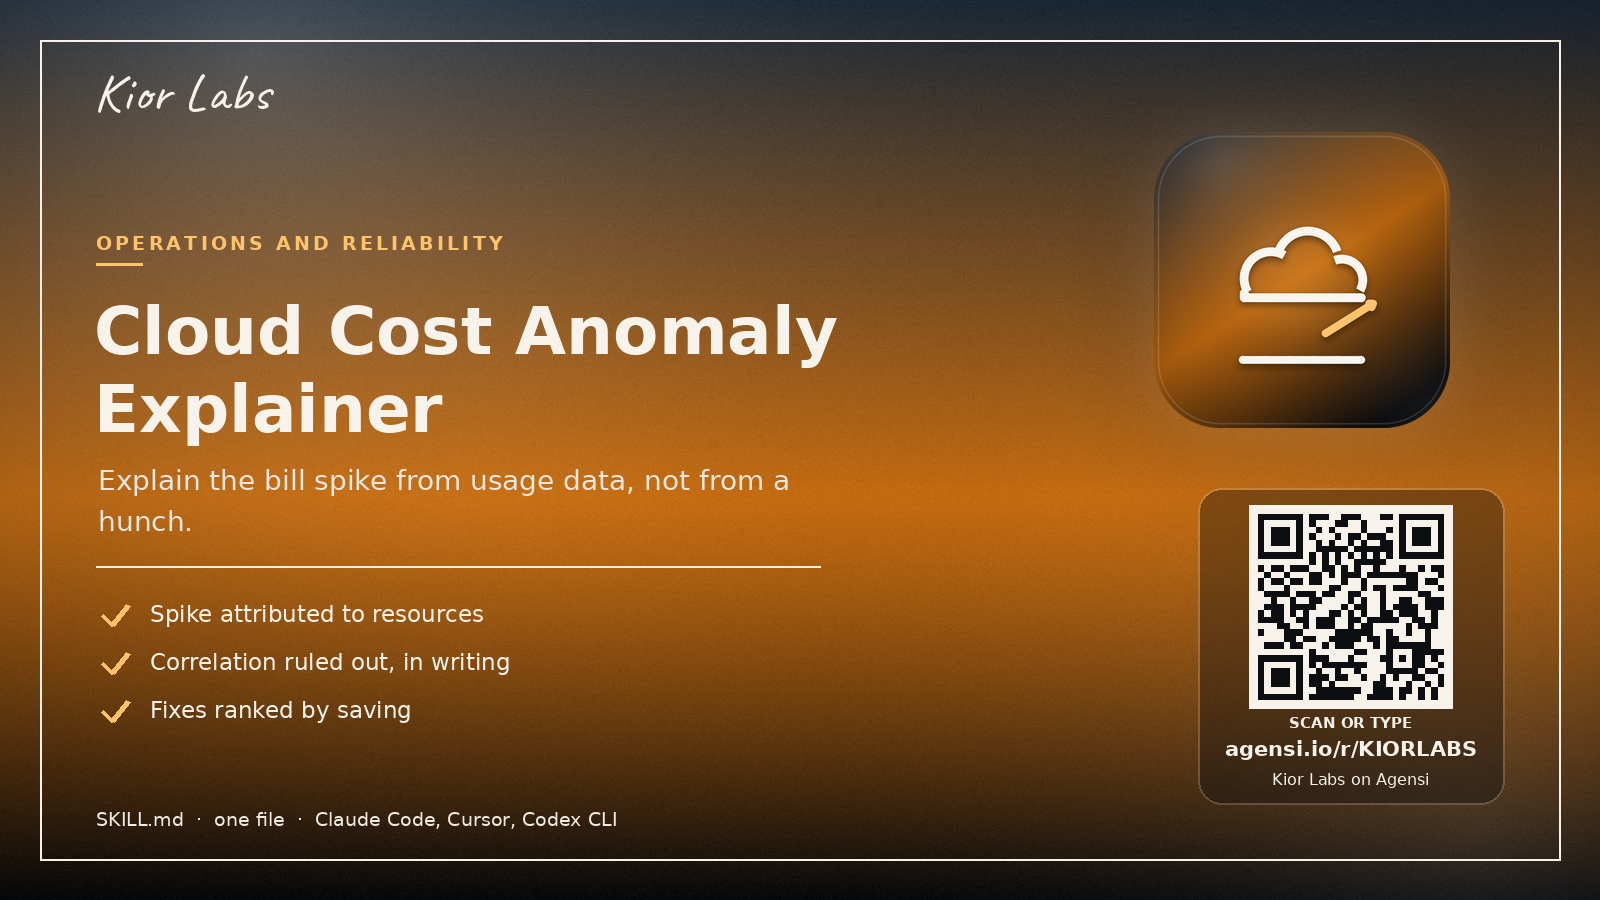 Kior Labs
OPERATIONS AND RELIABILITY
Cloud Cost Anomaly
Explainer
Explain the bill spike from usage data, not from a
hunch.
Spike attributed to resources
Correlation ruled out, in writing
Fixes ranked by saving
SKILL.md · one file · Claude Code, Cursor, Codex CLI
SCAN OR TYPE
agensi.io/r/KIORLABS
Kior Labs on Agensi